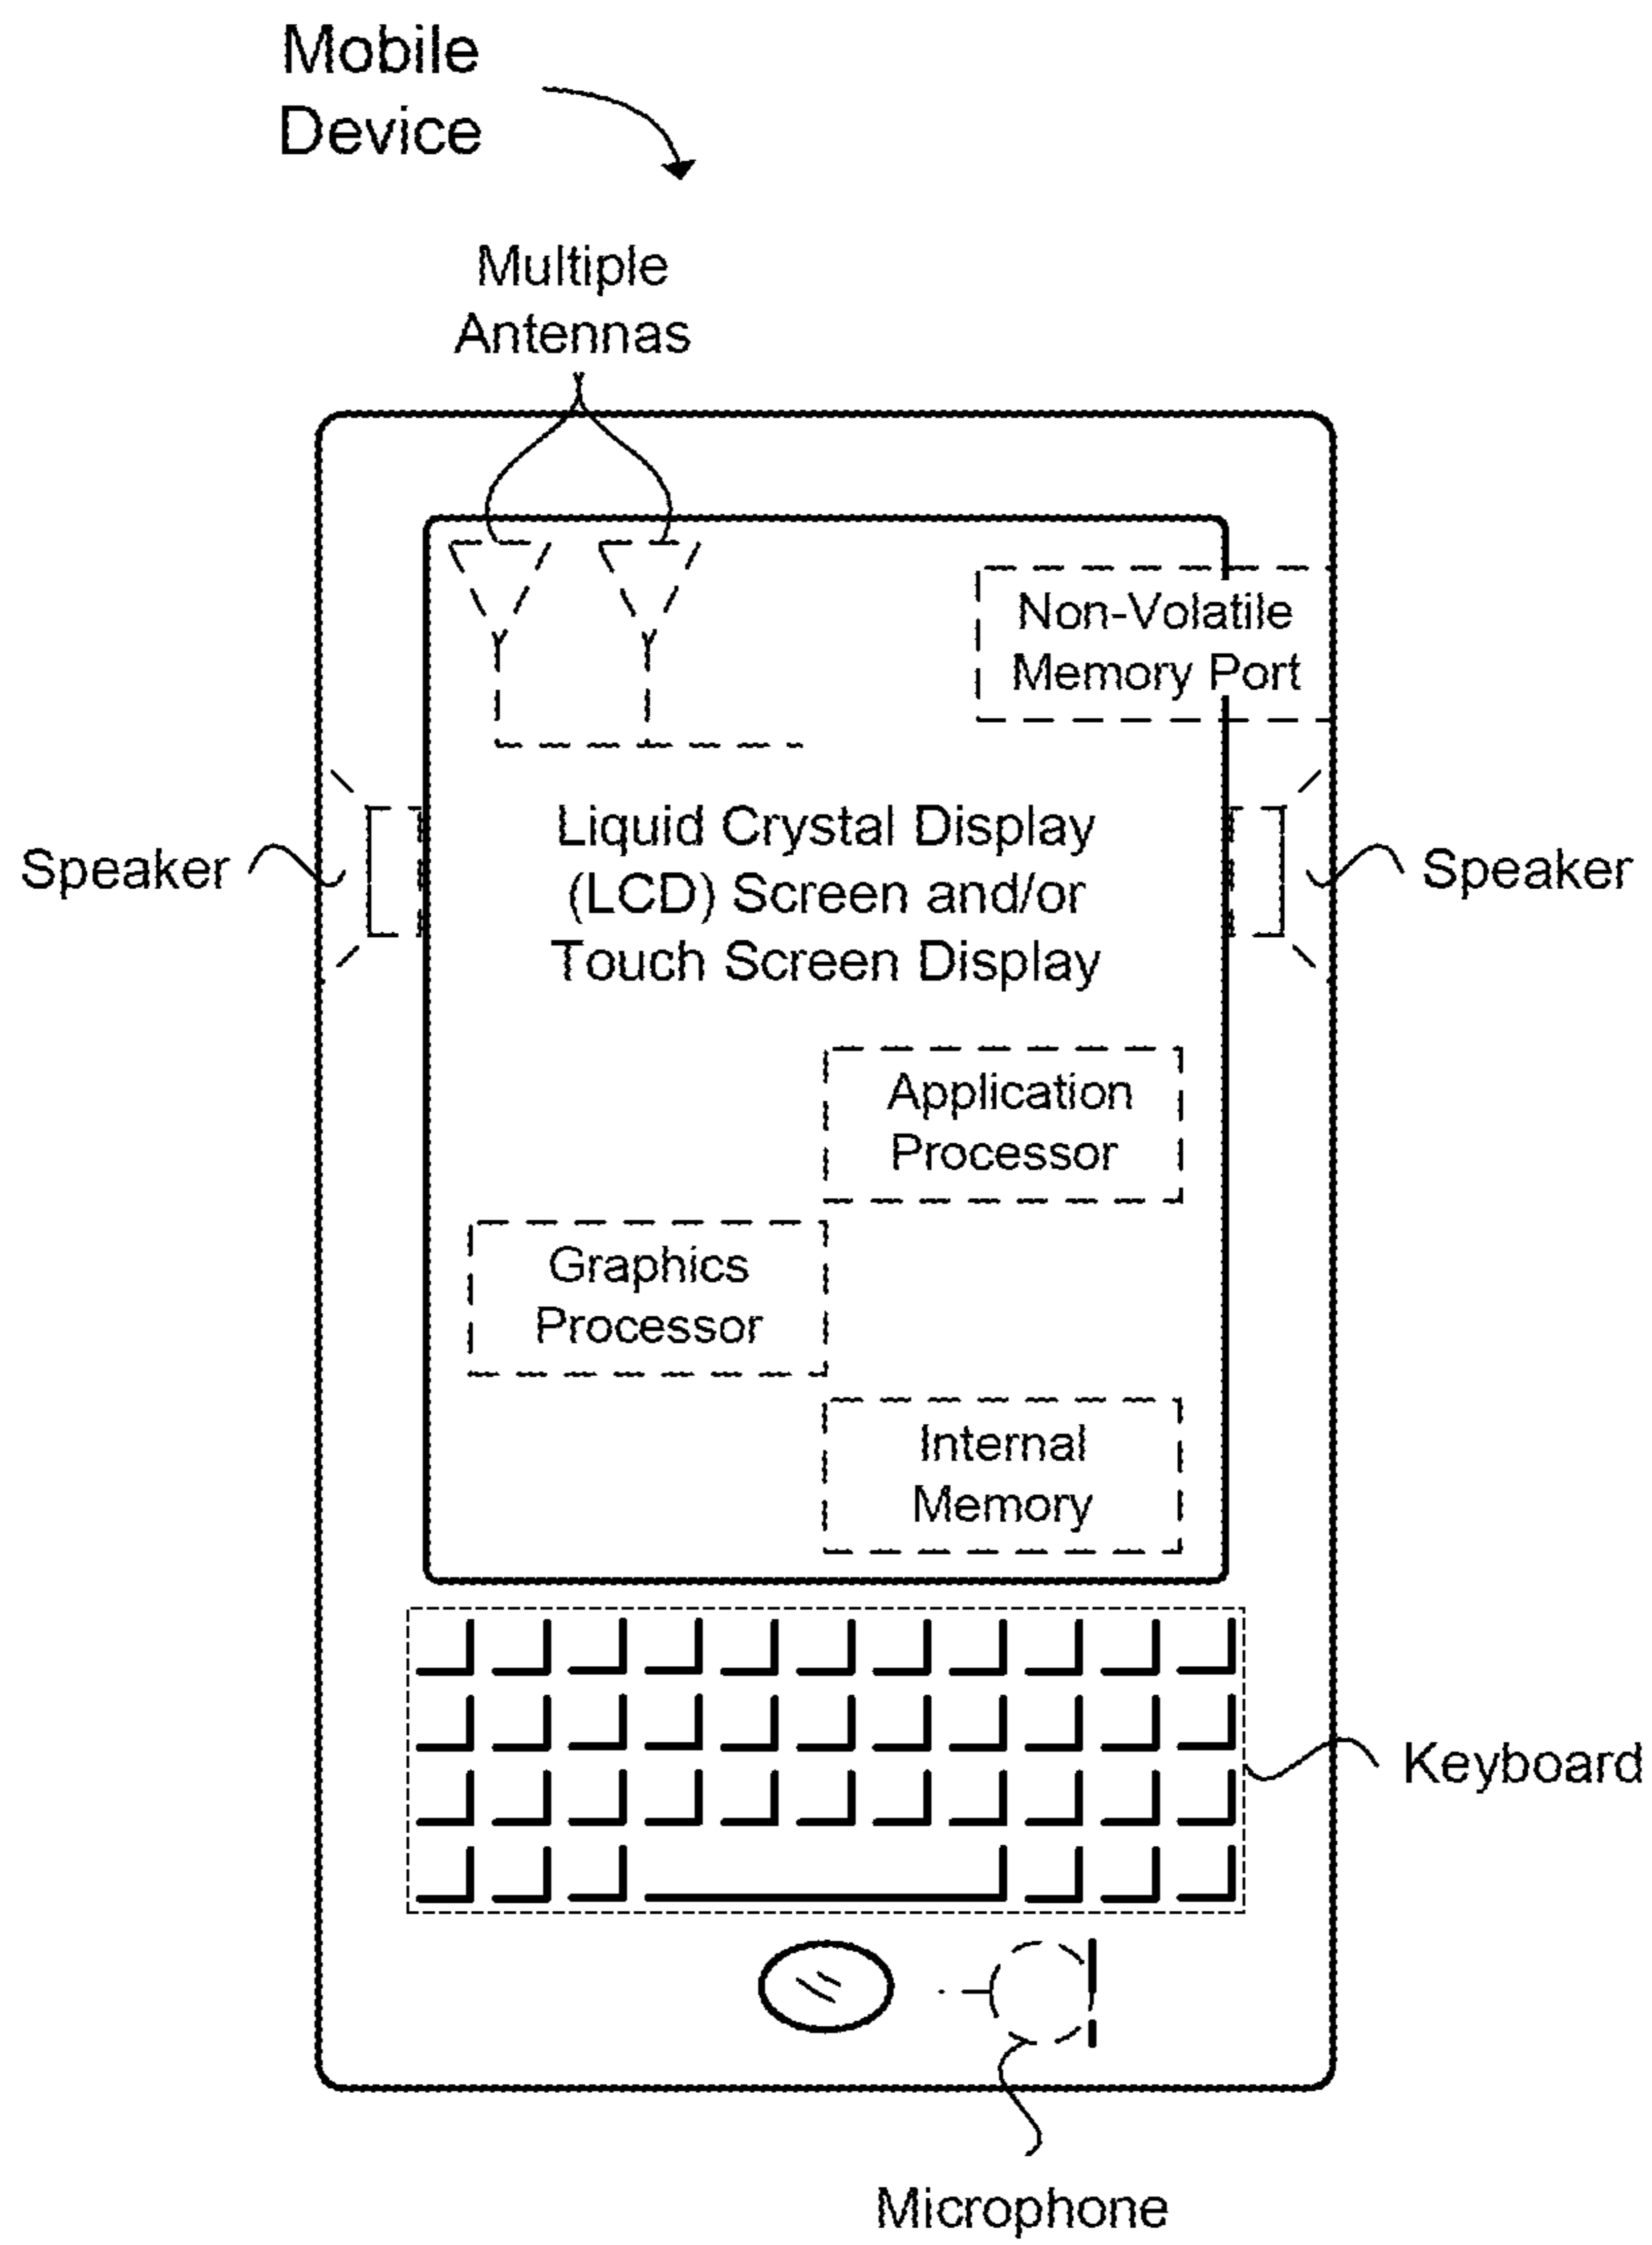 Mobile
Device
Multiple
Antennas
Non-Volatile
Memory Port
Speaker
Liquid Crystal Display
(LCD) Screen and/or
Touch Screen Display
Speaker
Application
Processor
Graphics
Processor
Internal
Memory
Keyboard
Microphone